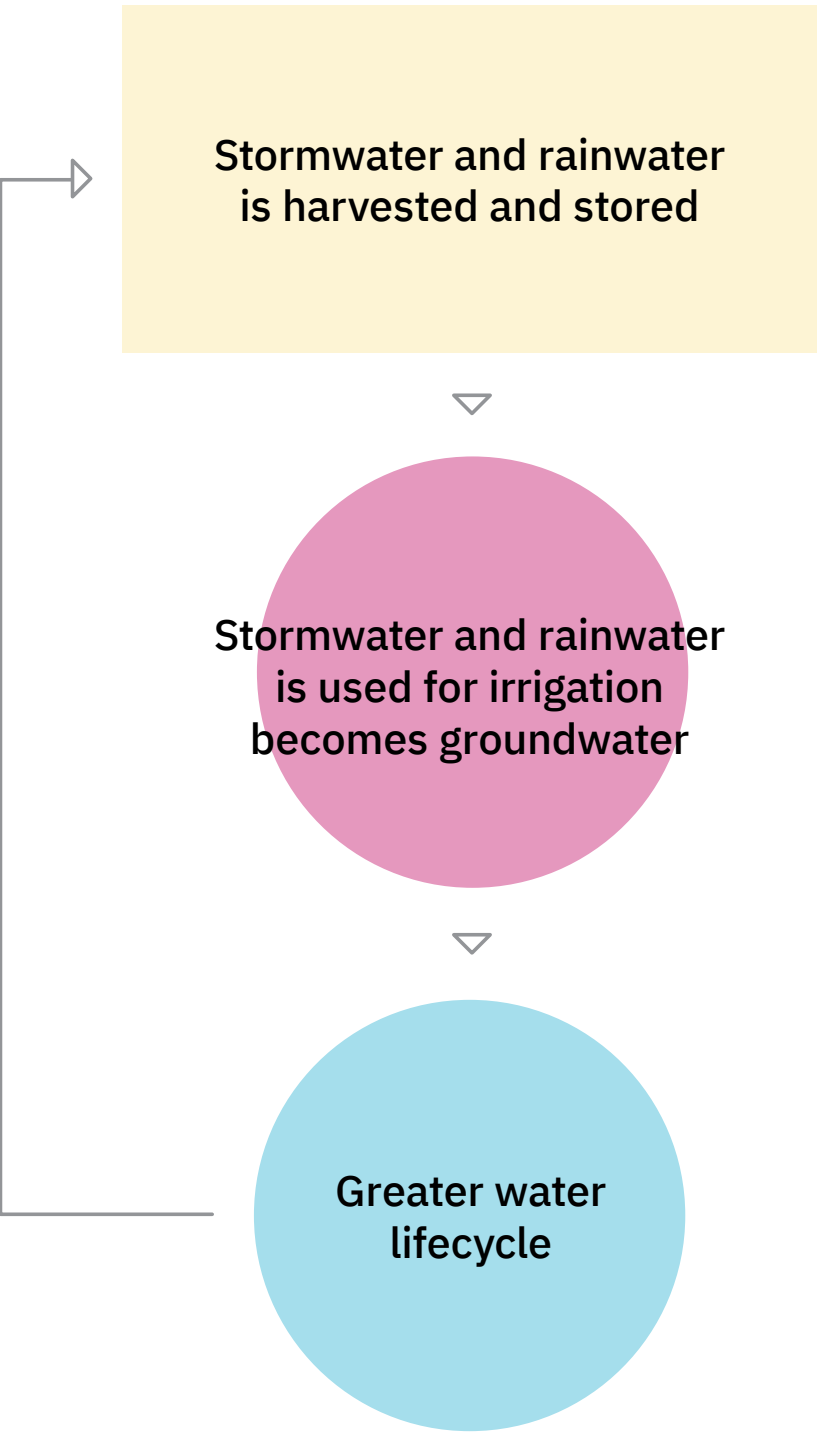 Stormwater and rainwater
is harvested and stored
Stormwater and rainwater
is used for irrigation
becomes groundwater
Greater water
lifecycle